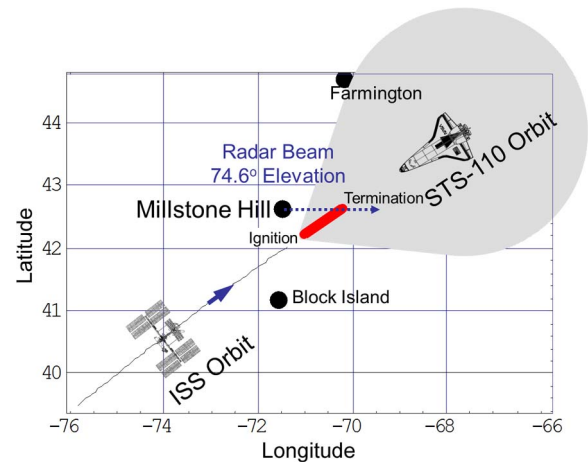 Farmington
44
STS-110 Orbit
Radar Beam
74.6o Elevation
43
Millstone Hill
Termination
Ignition
42
Latitude
Block Island
41
ISS Orbit
40
-76
-74
-72
-70
-68
-66
Longitude